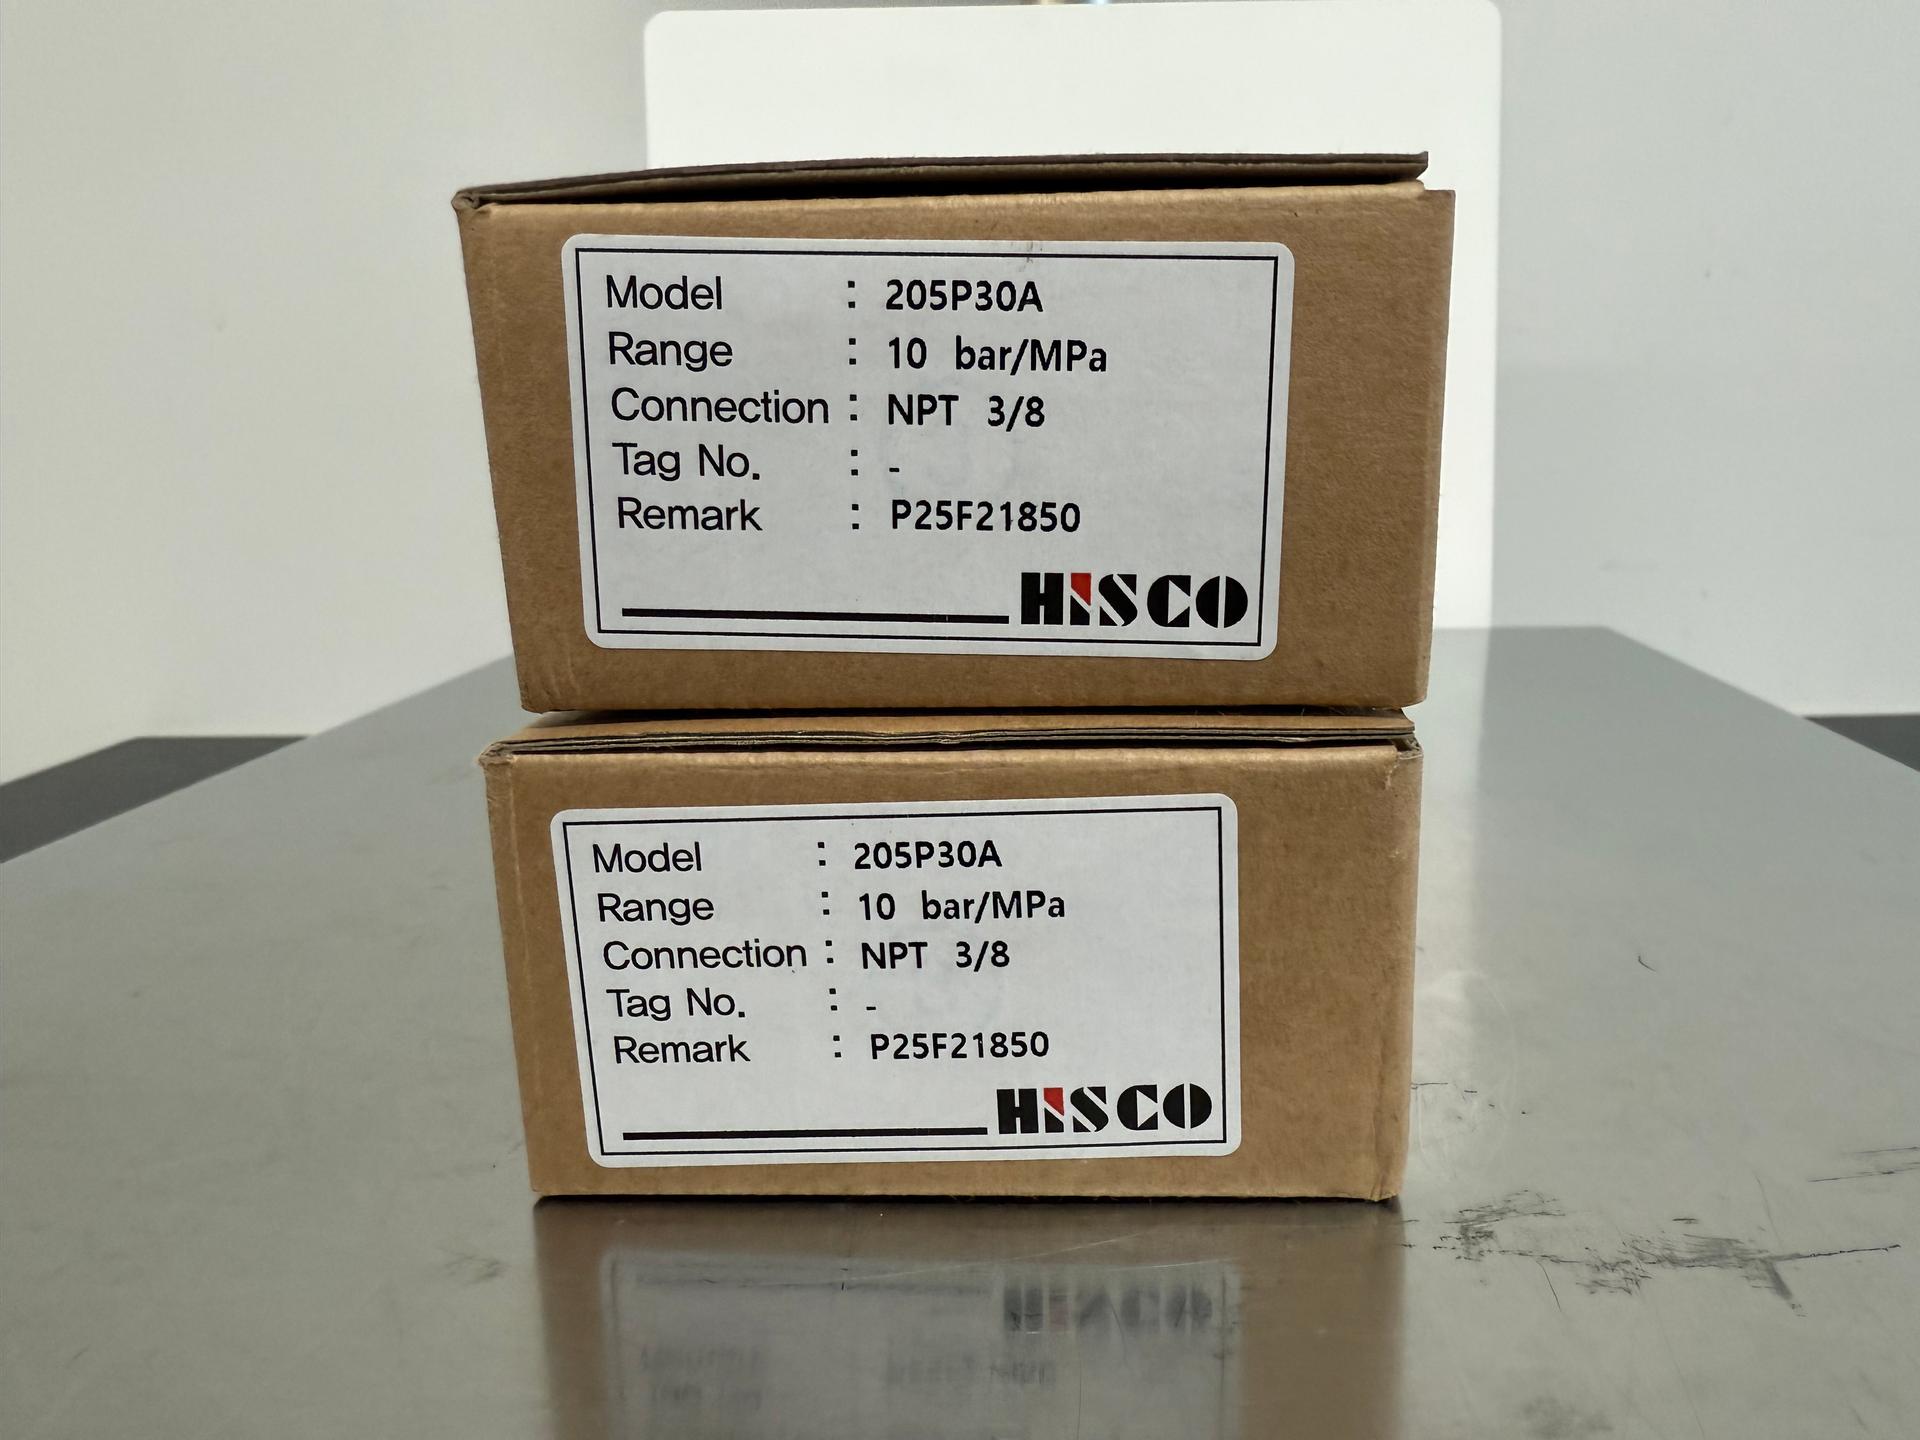 Model : 205P30A
Range : 10 bar/MPa
Connection : NPT 3/8
Tag No. : -
Remark : P25F21850
HISCO
Model : 205P30A
Range : 10 bar/MPa
Connection : NPT 3/8
Tag No. : -
Remark : P25F21850
HISCO